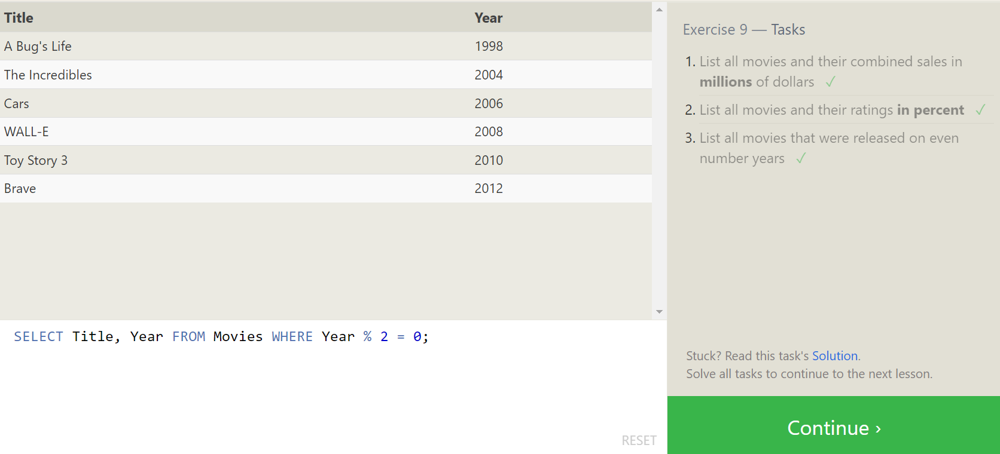 Title Year
A Bug's Life 1998
The Incredibles 2004
Cars 2006
WALL-E 2008
Toy Story 3 2010
Brave 2012
SELECT Title, Year FROM Movies WHERE Year % 2 = 0;
RESET
Exercise 9 — Tasks
1. List all movies and their combined sales in
millions of dollars ✓
2. List all movies and their ratings in percent ✓
3. List all movies that were released on even
number years ✓
Stuck? Read this task's Solution.
Solve all tasks to continue to the next lesson.
Continue ›